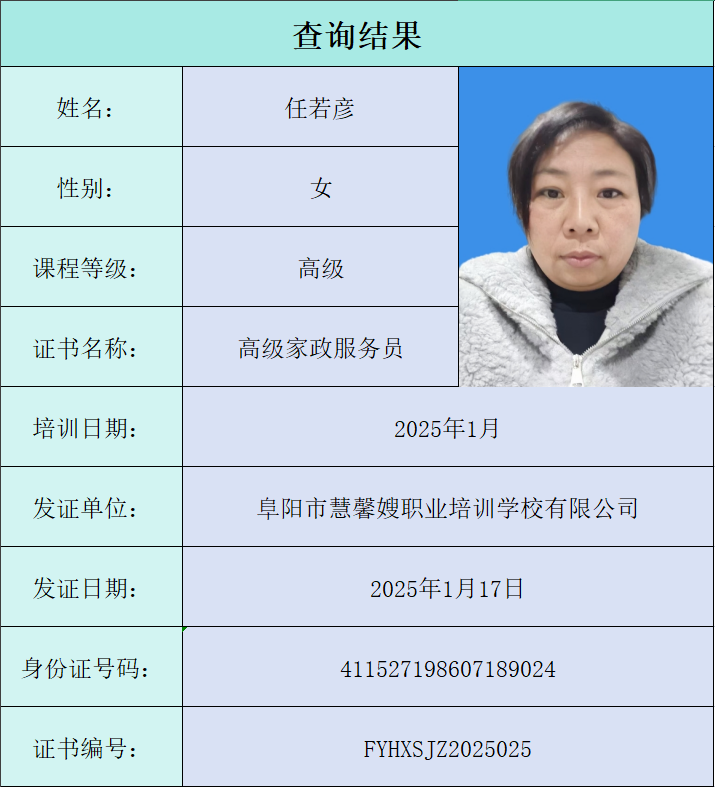 查询结果
姓名： 任若彦
性别： 女
课程等级： 高级
证书名称： 高级家政服务员
培训日期： 2025年1月
发证单位： 阜阳市慧馨嫂职业培训学校有限公司
发证日期： 2025年1月17日
身份证号码： 411527198607189024
证书编号： FYHXSJZ2025025